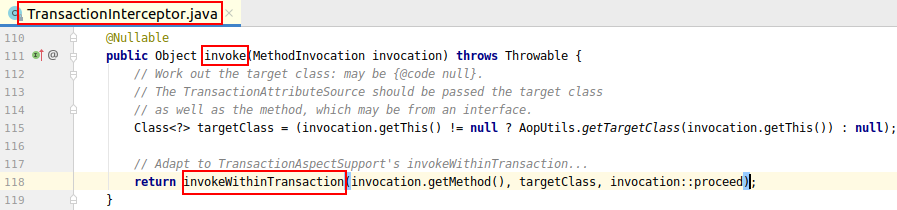 TransactionInterceptor.java
110 @Nullable
111 @ public Object invoke(MethodInvocation invocation) throws Throwable {
112 // Work out the target class: may be {@code null}.
113 // The TransactionAttributeSource should be passed the target class
114 // as well as the method, which may be from an interface.
115 Class<?> targetClass = (invocation.getThis() != null ? AopUtils.getTargetClass(invocation.getThis()) : null);
116
117 // Adapt to TransactionAspectSupport's invokeWithinTransaction...
118 return invokeWithinTransaction(invocation.getMethod(), targetClass, invocation::proceed);
119 }